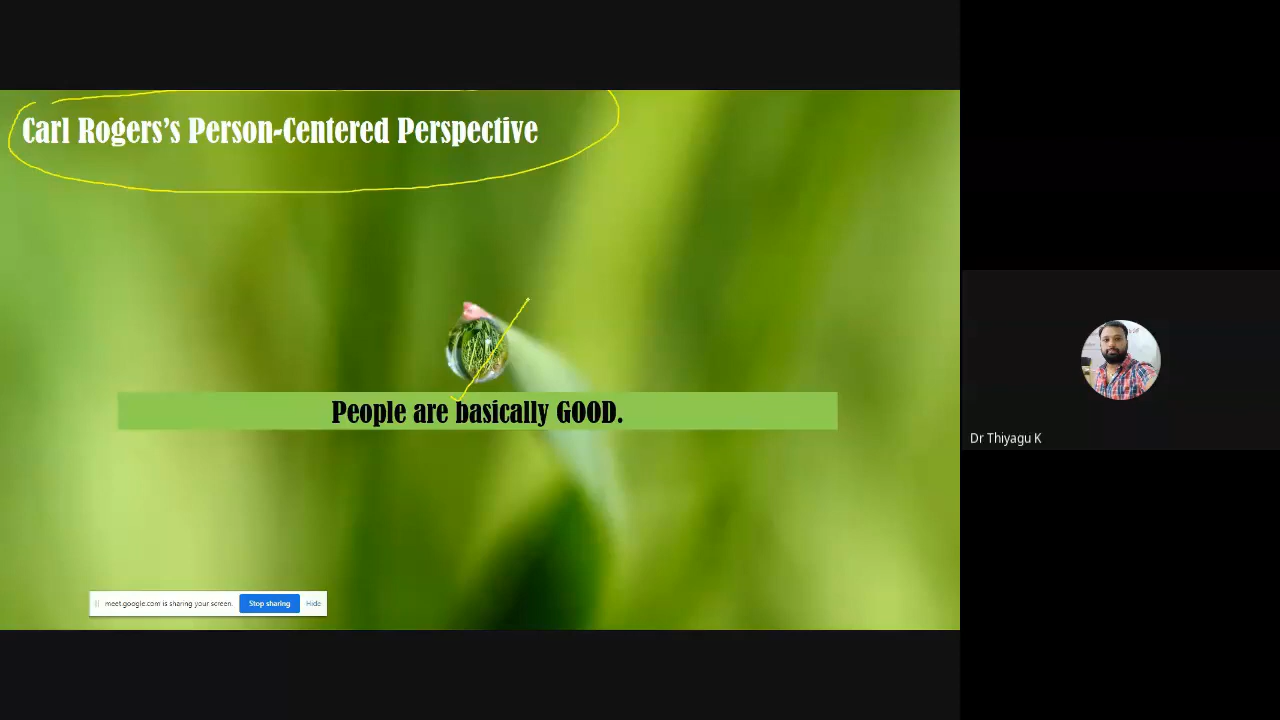 Carl Rogers's Person-Centered Perspective
People are basically GOOD.
meet.google.com is sharing your screen. Stop sharing Hide
Dr Thiyagu K